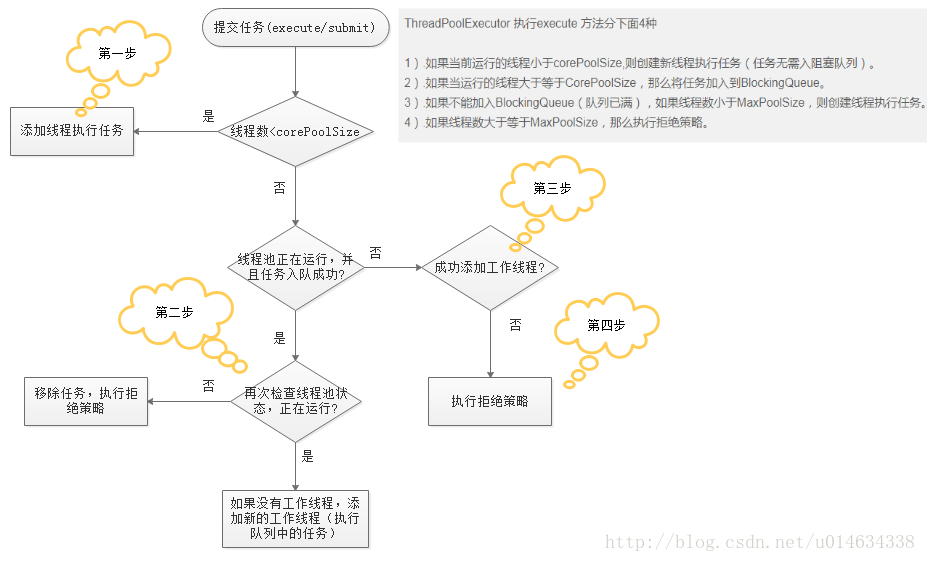 提交任务(execute/submit)
ThreadPoolExecutor 执行execute 方法分下面4种
1）.如果当前运行的线程小于corePoolSize,则创建新线程执行任务（任务无需入阻塞队列）。
2）.如果当运行的线程大于等于CorePoolSize，那么将任务加入到BlockingQueue。
3）.如果不能加入BlockingQueue（队列已满），如果线程数小于MaxPoolSize，则创建线程执行任务。
4）.如果线程数大于等于MaxPoolSize，那么执行拒绝策略。
第一步
是
添加线程执行任务
线程数<corePoolSize
否
第三步
线程池正在运行，并
且任务入队成功?
否
成功添加工作线程?
第二步
是
否
第四步
再次检查线程池状
态，正在运行?
否
移除任务，执行拒
绝策略
执行拒绝策略
是
如果没有工作线程，添
加新的工作线程（执行
队列中的任务）
http://blog.csdn.net/u014634338